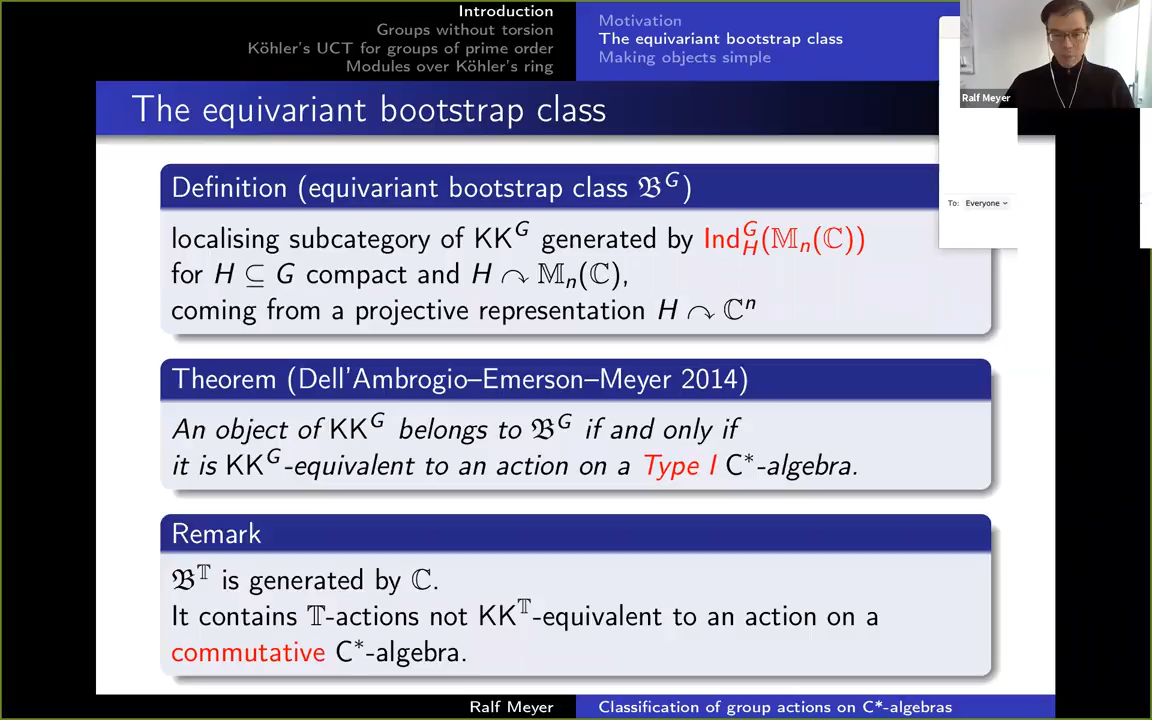 Introduction
Groups without torsion
Köhler's UCT for groups of prime order
Modules over Köhler's ring
Motivation
The equivariant bootstrap class
Making objects simple
Ralf Meyer
The equivariant bootstrap class
To: Everyone
Definition (equivariant bootstrap class 𝔅^G)
localising subcategory of KK^G generated by Ind_H^G(𝕄_n(ℂ))
for H ⊆ G compact and H ↷ 𝕄_n(ℂ),
coming from a projective representation H ↷ ℂ^n
Theorem (Dell'Ambrogio–Emerson–Meyer 2014)
An object of KK^G belongs to 𝔅^G if and only if
it is KK^G-equivalent to an action on a Type I C*-algebra.
Remark
𝔅^𝕋 is generated by ℂ.
It contains 𝕋-actions not KK^𝕋-equivalent to an action on a
commutative C*-algebra.
Ralf Meyer
Classification of group actions on C*-algebras